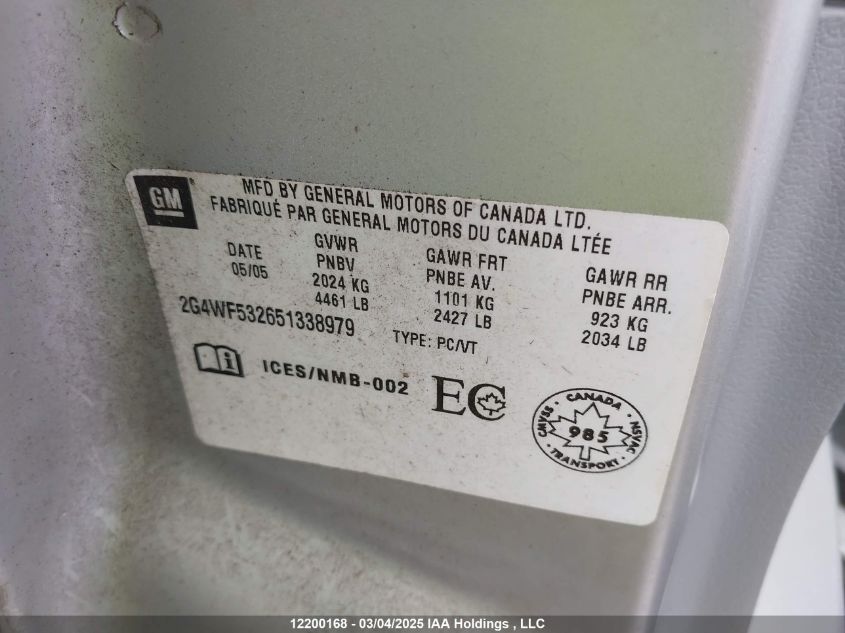 GM
MFD BY GENERAL MOTORS OF CANADA LTD.
FABRIQUÉ PAR GENERAL MOTORS DU CANADA LTÉE
DATE GVWR GAWR FRT GAWR RR
05/05 PNBV PNBE AV. PNBE ARR.
2024 KG 1101 KG 923 KG
4461 LB 2427 LB 2034 LB
2G4WF532651338979 TYPE: PC/VT
ICES/NMB-002 EC
CANADA
CMVSS · 985 · NSVAC
TRANSPORT
12200168 - 03/04/2025 IAA Holdings , LLC